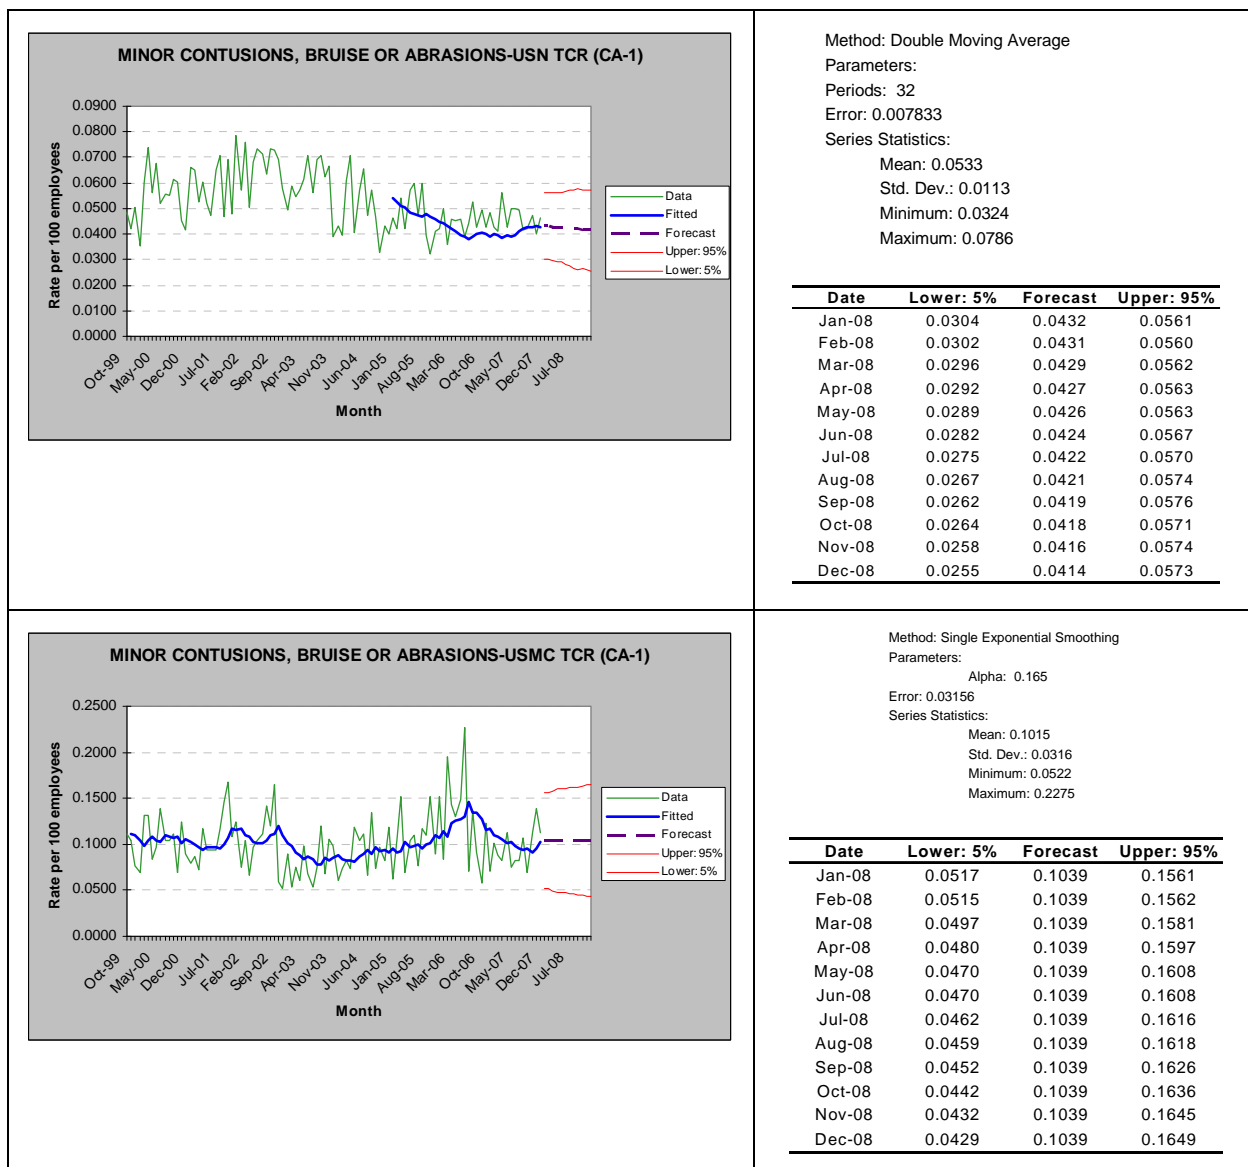 MINOR CONTUSIONS, BRUISE OR ABRASIONS-USN TCR (CA-1)
0.0900
0.0800
0.0700
0.0600
0.0500
0.0400
0.0300
0.0200
0.0100
0.0000
Rate per 100 employees
Oct-99
May-00
Dec-00
Jul-01
Feb-02
Sep-02
Apr-03
Nov-03
Jun-04
Jan-05
Aug-05
Mar-06
Oct-06
May-07
Dec-07
Jul-08
Month
Data
Fitted
Forecast
Upper: 95%
Lower: 5%
Method: Double Moving Average
Parameters:
Periods: 32
Error: 0.007833
Series Statistics:
Mean: 0.0533
Std. Dev.: 0.0113
Minimum: 0.0324
Maximum: 0.0786
Date Lower: 5% Forecast Upper: 95%
Jan-08 0.0304 0.0432 0.0561
Feb-08 0.0302 0.0431 0.0560
Mar-08 0.0296 0.0429 0.0562
Apr-08 0.0292 0.0427 0.0563
May-08 0.0289 0.0426 0.0563
Jun-08 0.0282 0.0424 0.0567
Jul-08 0.0275 0.0422 0.0570
Aug-08 0.0267 0.0421 0.0574
Sep-08 0.0262 0.0419 0.0576
Oct-08 0.0264 0.0418 0.0571
Nov-08 0.0258 0.0416 0.0574
Dec-08 0.0255 0.0414 0.0573
MINOR CONTUSIONS, BRUISE OR ABRASIONS-USMC TCR (CA-1)
0.2500
0.2000
0.1500
0.1000
0.0500
0.0000
Rate per 100 employees
Oct-99
May-00
Dec-00
Jul-01
Feb-02
Sep-02
Apr-03
Nov-03
Jun-04
Jan-05
Aug-05
Mar-06
Oct-06
May-07
Dec-07
Jul-08
Month
Data
Fitted
Forecast
Upper: 95%
Lower: 5%
Method: Single Exponential Smoothing
Parameters:
Alpha: 0.165
Error: 0.03156
Series Statistics:
Mean: 0.1015
Std. Dev.: 0.0316
Minimum: 0.0522
Maximum: 0.2275
Date Lower: 5% Forecast Upper: 95%
Jan-08 0.0517 0.1039 0.1561
Feb-08 0.0515 0.1039 0.1562
Mar-08 0.0497 0.1039 0.1581
Apr-08 0.0480 0.1039 0.1597
May-08 0.0470 0.1039 0.1608
Jun-08 0.0470 0.1039 0.1608
Jul-08 0.0462 0.1039 0.1616
Aug-08 0.0459 0.1039 0.1618
Sep-08 0.0452 0.1039 0.1626
Oct-08 0.0442 0.1039 0.1636
Nov-08 0.0432 0.1039 0.1645
Dec-08 0.0429 0.1039 0.1649